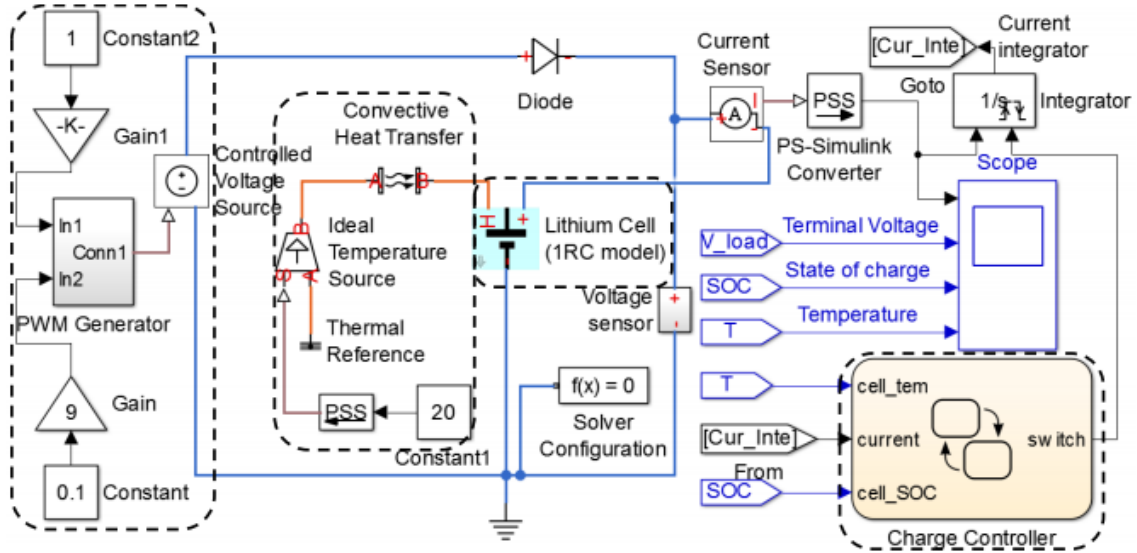 1
Constant2
-K-
Gain1
Controlled
Voltage
Source
In1
Conn1
In2
PWM Generator
9
Gain
0.1
Constant
Convective
Heat Transfer
A
B
B
S
A
Ideal
Temperature
Source
Thermal
Reference
PSS
20
Constant1
+
-
Diode
H
+
-
Lithium Cell
(1RC model)
f(x) = 0
Solver
Configuration
Voltage
sensor
+
-
Current
Sensor
A
+
I
-
PSS
PS-Simulink
Converter
[Cur_Inte]
Goto
Current
integrator
1/s
Integrator
Scope
V_load
Terminal Voltage
SOC
State of charge
T
Temperature
T
[Cur_Inte]
From
SOC
cell_tem
current
cell_SOC
switch
Charge Controller